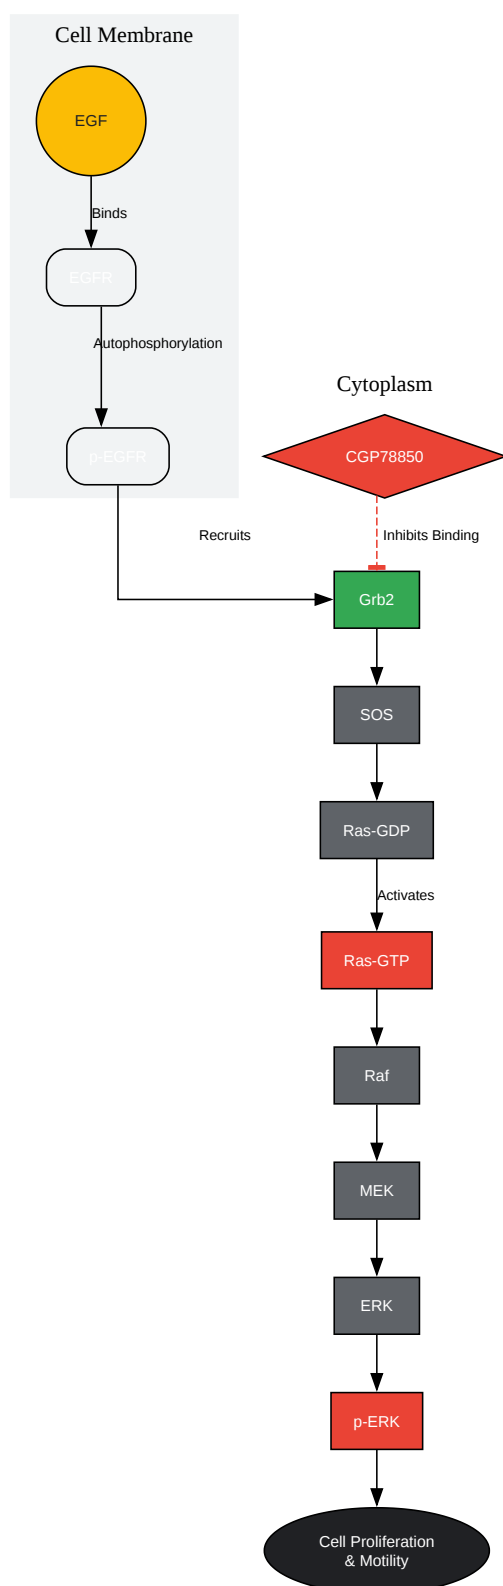 Cell Membrane
EGF
Binds
EGFR
Autophosphorylation
Cytoplasm
p-EGFR
CGP78850
Recruits
Inhibits Binding
Grb2
SOS
Ras-GDP
Activates
Ras-GTP
Raf
MEK
ERK
p-ERK
Cell Proliferation
& Motility